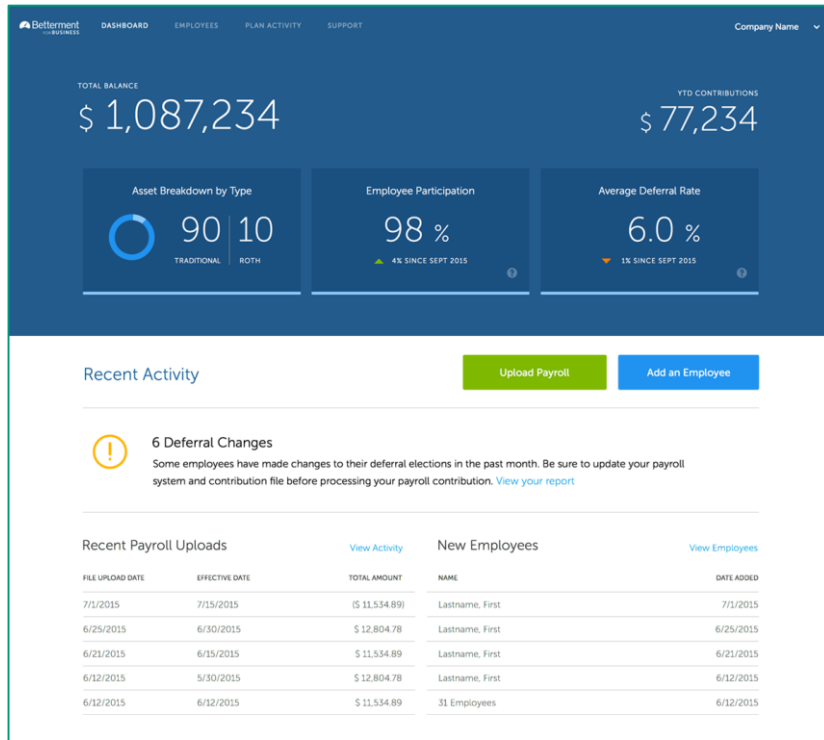 Betterment
FOR BUSINESS
DASHBOARD EMPLOYEES PLAN ACTIVITY SUPPORT
Company Name
TOTAL BALANCE
$ 1,087,234
YTD CONTRIBUTIONS
$ 77,234
Asset Breakdown by Type
90 10
TRADITIONAL ROTH
Employee Participation
98 %
4% SINCE SEPT 2015
?
Average Deferral Rate
6.0 %
1% SINCE SEPT 2015
?
Recent Activity
Upload Payroll
Add an Employee
!
6 Deferral Changes
Some employees have made changes to their deferral elections in the past month. Be sure to update your payroll
system and contribution file before processing your payroll contribution. View your report
Recent Payroll Uploads View Activity
FILE UPLOAD DATE EFFECTIVE DATE TOTAL AMOUNT
7/1/2015 7/15/2015 ($ 11,534.89)
6/25/2015 6/30/2015 $ 12,804.78
6/21/2015 6/15/2015 $ 11,534.89
6/12/2015 5/30/2015 $ 12,804.78
6/12/2015 6/12/2015 $ 11,534.89
New Employees View Employees
NAME DATE ADDED
Lastname, First 7/1/2015
Lastname, First 6/25/2015
Lastname, First 6/21/2015
Lastname, First 6/12/2015
31 Employees 6/12/2015